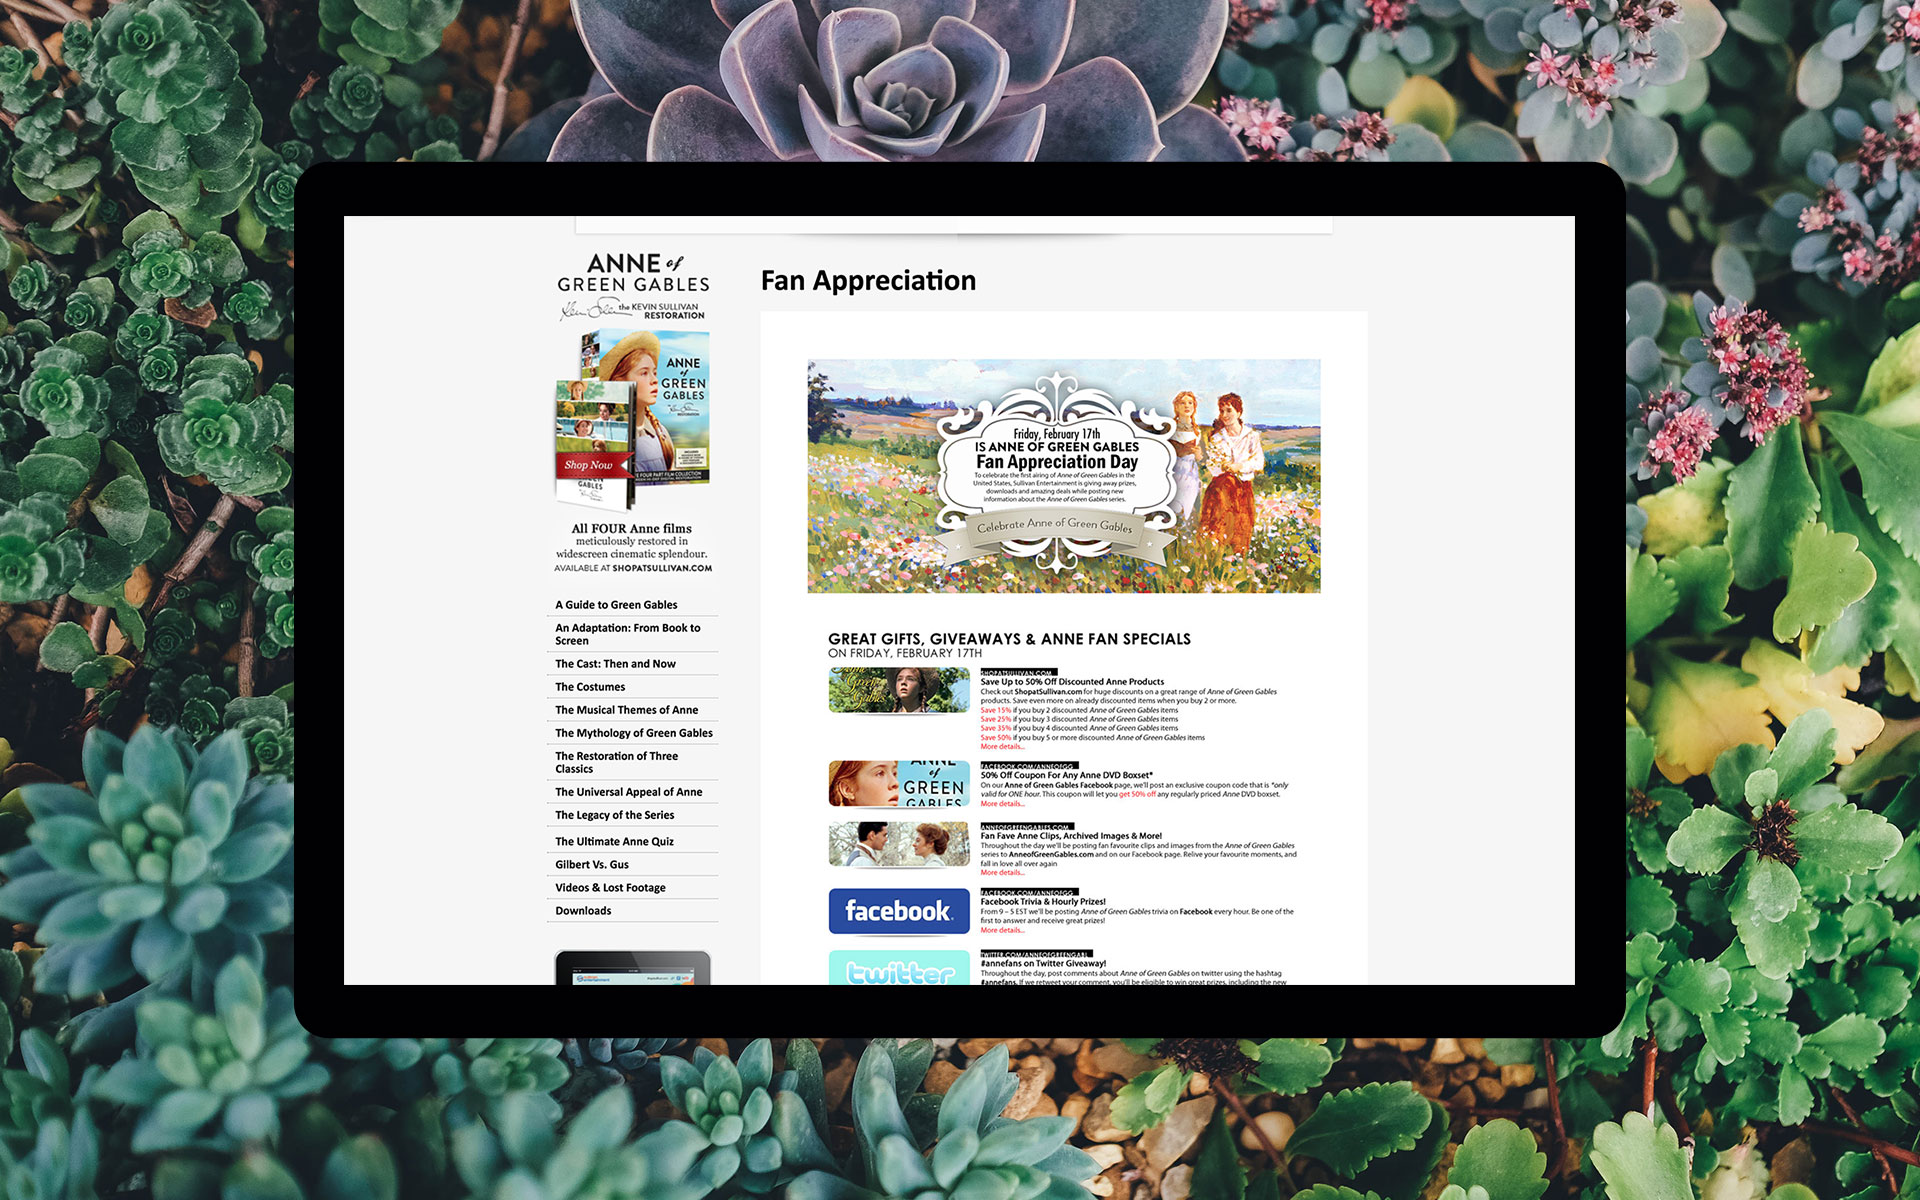 ANNE of
GREEN GABLES
the KEVIN SULLIVAN
RESTORATION
ANNE
of
GREEN
GABLES
Shop Now
GABLES
All FOUR Anne films
meticulously restored in
widescreen cinematic splendour.
AVAILABLE AT SHOPATSULLIVAN.COM
A Guide to Green Gables
An Adaptation: From Book to
Screen
The Cast: Then and Now
The Costumes
The Musical Themes of Anne
The Mythology of Green Gables
The Restoration of Three
Classics
The Universal Appeal of Anne
The Legacy of the Series
The Ultimate Anne Quiz
Gilbert Vs. Gus
Videos & Lost Footage
Downloads
Fan Appreciation
Friday, February 17th
IS ANNE OF GREEN GABLES
Fan Appreciation Day
To celebrate the first airing of Anne of Green Gables in the
United States, Sullivan Entertainment is giving away prizes,
downloads and amazing deals while posting new
information about the Anne of Green Gables series.
Celebrate Anne of Green Gables
GREAT GIFTS, GIVEAWAYS & ANNE FAN SPECIALS
ON FRIDAY, FEBRUARY 17TH
SHOPATSULLIVAN.COM
Save Up to 50% Off Discounted Anne Products
Check out ShopatSullivan.com for huge discounts on a great range of Anne of Green Gables
products. Save even more on already discounted items when you buy 2 or more.
Save 15% if you buy 2 discounted Anne of Green Gables items
Save 25% if you buy 3 discounted Anne of Green Gables items
Save 35% if you buy 4 discounted Anne of Green Gables items
Save 50% if you buy 5 or more discounted Anne of Green Gables items
More details...
ANNE
of
GREEN
GABLES
FACEBOOK.COM/ANNEOFGG
50% Off Coupon For Any Anne DVD Boxset*
On our Anne of Green Gables Facebook page, we'll post an exclusive coupon code that is *only
valid for ONE hour. This coupon will let you get 50% off any regularly priced Anne DVD boxset.
More details...
ANNEOFGREENGABLES.COM
Fan Fave Anne Clips, Archived Images & More!
Throughout the day we'll be posting fan favourite clips and images from the Anne of Green Gables
series to AnneofGreenGables.com and on our Facebook page. Relive your favourite moments, and
fall in love all over again
More details...
facebook
FACEBOOK.COM/ANNEOFGG
Facebook Trivia & Hourly Prizes!
From 9 – 5 EST we'll be posting Anne of Green Gables trivia on Facebook every hour. Be one of the
first to answer and receive great prizes!
More details...
twitter
TWITTER.COM/ANNEOFGREENGABL
#annefans on Twitter Giveaway!
Throughout the day, post comments about Anne of Green Gables on twitter using the hashtag
#annefans. If we retweet your comment, you'll be eligible to win great prizes, including the new